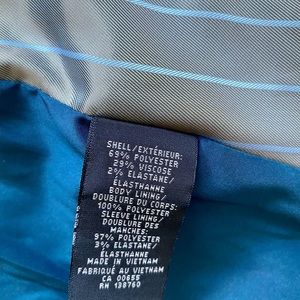 SHELL/EXTÉRIEUR:
69% POLYESTER
29% VISCOSE
2% ELASTANE/
ÉLASTHANNE
BODY LINING/
DOUBLURE DU CORPS:
100% POLYESTER
SLEEVE LINING/
DOUBLURE DES
MANCHES:
97% POLYESTER
3% ELASTANE/
ÉLASTHANNE
MADE IN VIETNAM
FABRIQUÉ AU VIETNAM
CA 00655
RN 138760